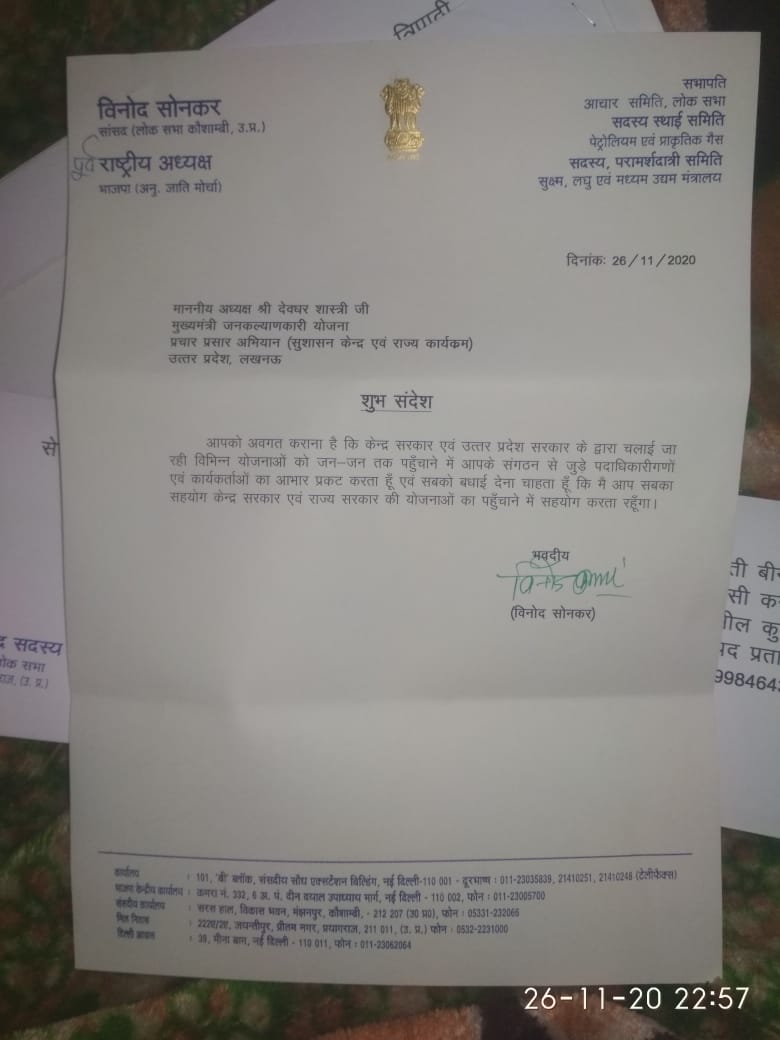 त्रिपाठी
विनोद सोनकर
सांसद (लोक सभा कौशाम्बी, उ.प्र.)
पूर्व राष्ट्रीय अध्यक्ष
भाजपा (अनु. जाति मोर्चा)
सभापति
आचार समिति, लोक सभा
सदस्य स्थाई समिति
पेट्रोलियम एवं प्राकृतिक गैस
सदस्य, परामर्शदात्री समिति
सुक्ष्म, लघु एवं मध्यम उद्यम मंत्रालय
दिनांक: 26/11/2020
माननीय अध्यक्ष श्री देवधर शास्त्री जी
मुख्यमंत्री जनकल्याणकारी योजना
प्रचार प्रसार अभियान (सुशासन केन्द्र एवं राज्य कार्यक्रम)
उत्तर प्रदेश, लखनऊ
शुभ संदेश
आपको अवगत कराना है कि केन्द्र सरकार एवं उत्तर प्रदेश सरकार के द्वारा चलाई जा
रही विभिन्न योजनाओं को जन–जन तक पहुँचाने में आपके संगठन से जुड़े पदाधिकारीगणों
एवं कार्यकर्ताओं का आभार प्रकट करता हूँ एवं सबको बधाई देना चाहता हूँ कि मै आप सबका
सहयोग केन्द्र सरकार एवं राज्य सरकार की योजनाओं का पहुँचाने में सहयोग करता रहूँगा।
भवदीय
विनोद
(विनोद सोनकर)
से
सदस्य
लोक सभा
(उ. प्र.)
ती बी
सी क
ील कु
पद प्रता
998464
कार्यालय : 101, 'बी' ब्लॉक, संसदीय सौध एक्सटेंशन बिल्डिंग, नई दिल्ली-110 001 - दूरभाष : 011-23035839, 21410251, 21410248 (टेलीफेक्स)
भाजपा केन्द्रीय कार्यालय : कमरा नं. 332, 6 अ. पं. दीन दयाल उपाध्याय मार्ग, नई दिल्ली - 110 002, फोन : 011-23005700
संसदीय कार्यालय : सरस हाल, विकास भवन, मंझनपुर, कौशाम्बी, - 212 207 (उ0 प्र0) फोन : 05331-232066
निज निवास : जयन्तीपुर, प्रीतम नगर, प्रयागराज, 211 011, (उ. प्र.) फोन : 0532-2231000
दिल्ली आवास : 39, मीना बाग, नई दिल्ली - 110 011, फोन : 011-23062064
26-11-20 22:57